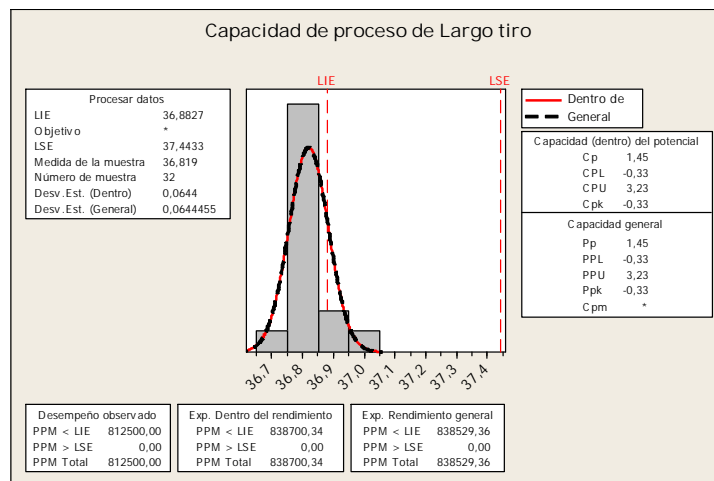 Capacidad de proceso de Largo tiro
LIE
LSE
Procesar datos
LIE 36,8827
Objetivo *
LSE 37,4433
Medida de la muestra 36,819
Número de muestra 32
Desv.Est. (Dentro) 0,0644
Desv.Est. (General) 0,0644455
Dentro de
General
Capacidad (dentro) del potencial
Cp 1,45
CPL -0,33
CPU 3,23
Cpk -0,33
Capacidad general
Pp 1,45
PPL -0,33
PPU 3,23
Ppk -0,33
Cpm *
36,7 36,8 36,9 37,0 37,1 37,2 37,3 37,4
Desempeño observado
PPM < LIE 812500,00
PPM > LSE 0,00
PPM Total 812500,00
Exp. Dentro del rendimiento
PPM < LIE 838700,34
PPM > LSE 0,00
PPM Total 838700,34
Exp. Rendimiento general
PPM < LIE 838529,36
PPM > LSE 0,00
PPM Total 838529,36